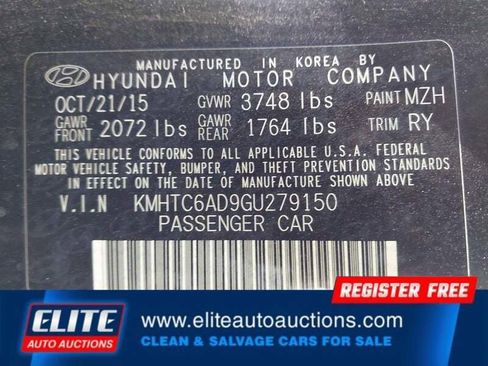 MANUFACTURED IN KOREA BY
HYUNDAI MOTOR COMPANY
OCT/21/15 GVWR 3748 lbs PAINT MZH
GAWR FRONT 2072 lbs GAWR REAR 1764 lbs TRIM RY
THIS VEHICLE CONFORMS TO ALL APPLICABLE U.S.A. FEDERAL
MOTOR VEHICLE SAFETY, BUMPER, AND THEFT PREVENTION STANDARDS
IN EFFECT ON THE DATE OF MANUFACTURE SHOWN ABOVE.
V.I.N KMHTC6AD9GU279150
PASSENGER CAR
REGISTER FREE
ELITE
AUTO AUCTIONS
www.eliteautoauctions.com
CLEAN & SALVAGE CARS FOR SALE